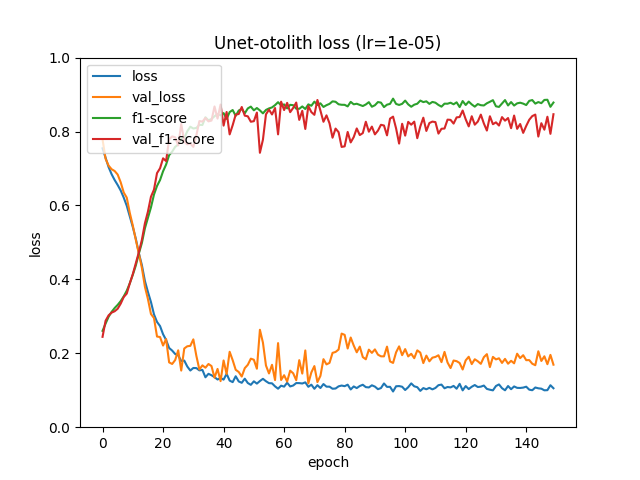 Unet-otolith loss (lr=1e-05)
loss
val_loss
f1-score
val_f1-score
1.0
0.8
0.6
0.4
0.2
0.0
loss
0 20 40 60 80 100 120 140
epoch